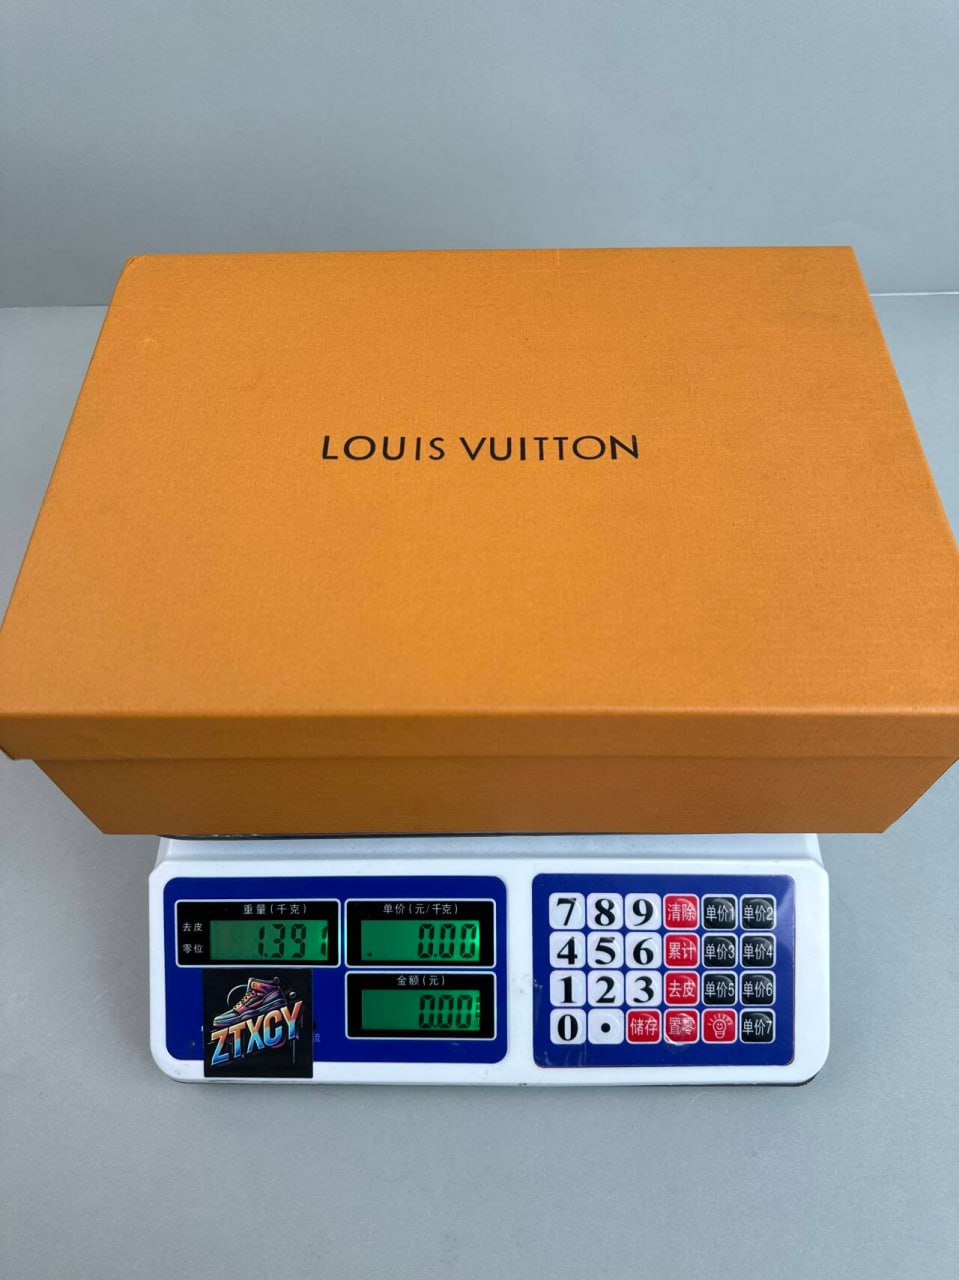 LOUIS VUITTON
重量(千克)
单价(元/千克)
去皮
零位
0.00
金额(元)
0.00
ZTXCY
7 8 9 清除 单价1 单价2
4 5 6 累计 单价3 单价4
1 2 3 去皮 单价5 单价6
0 . 储存 置零 单价7